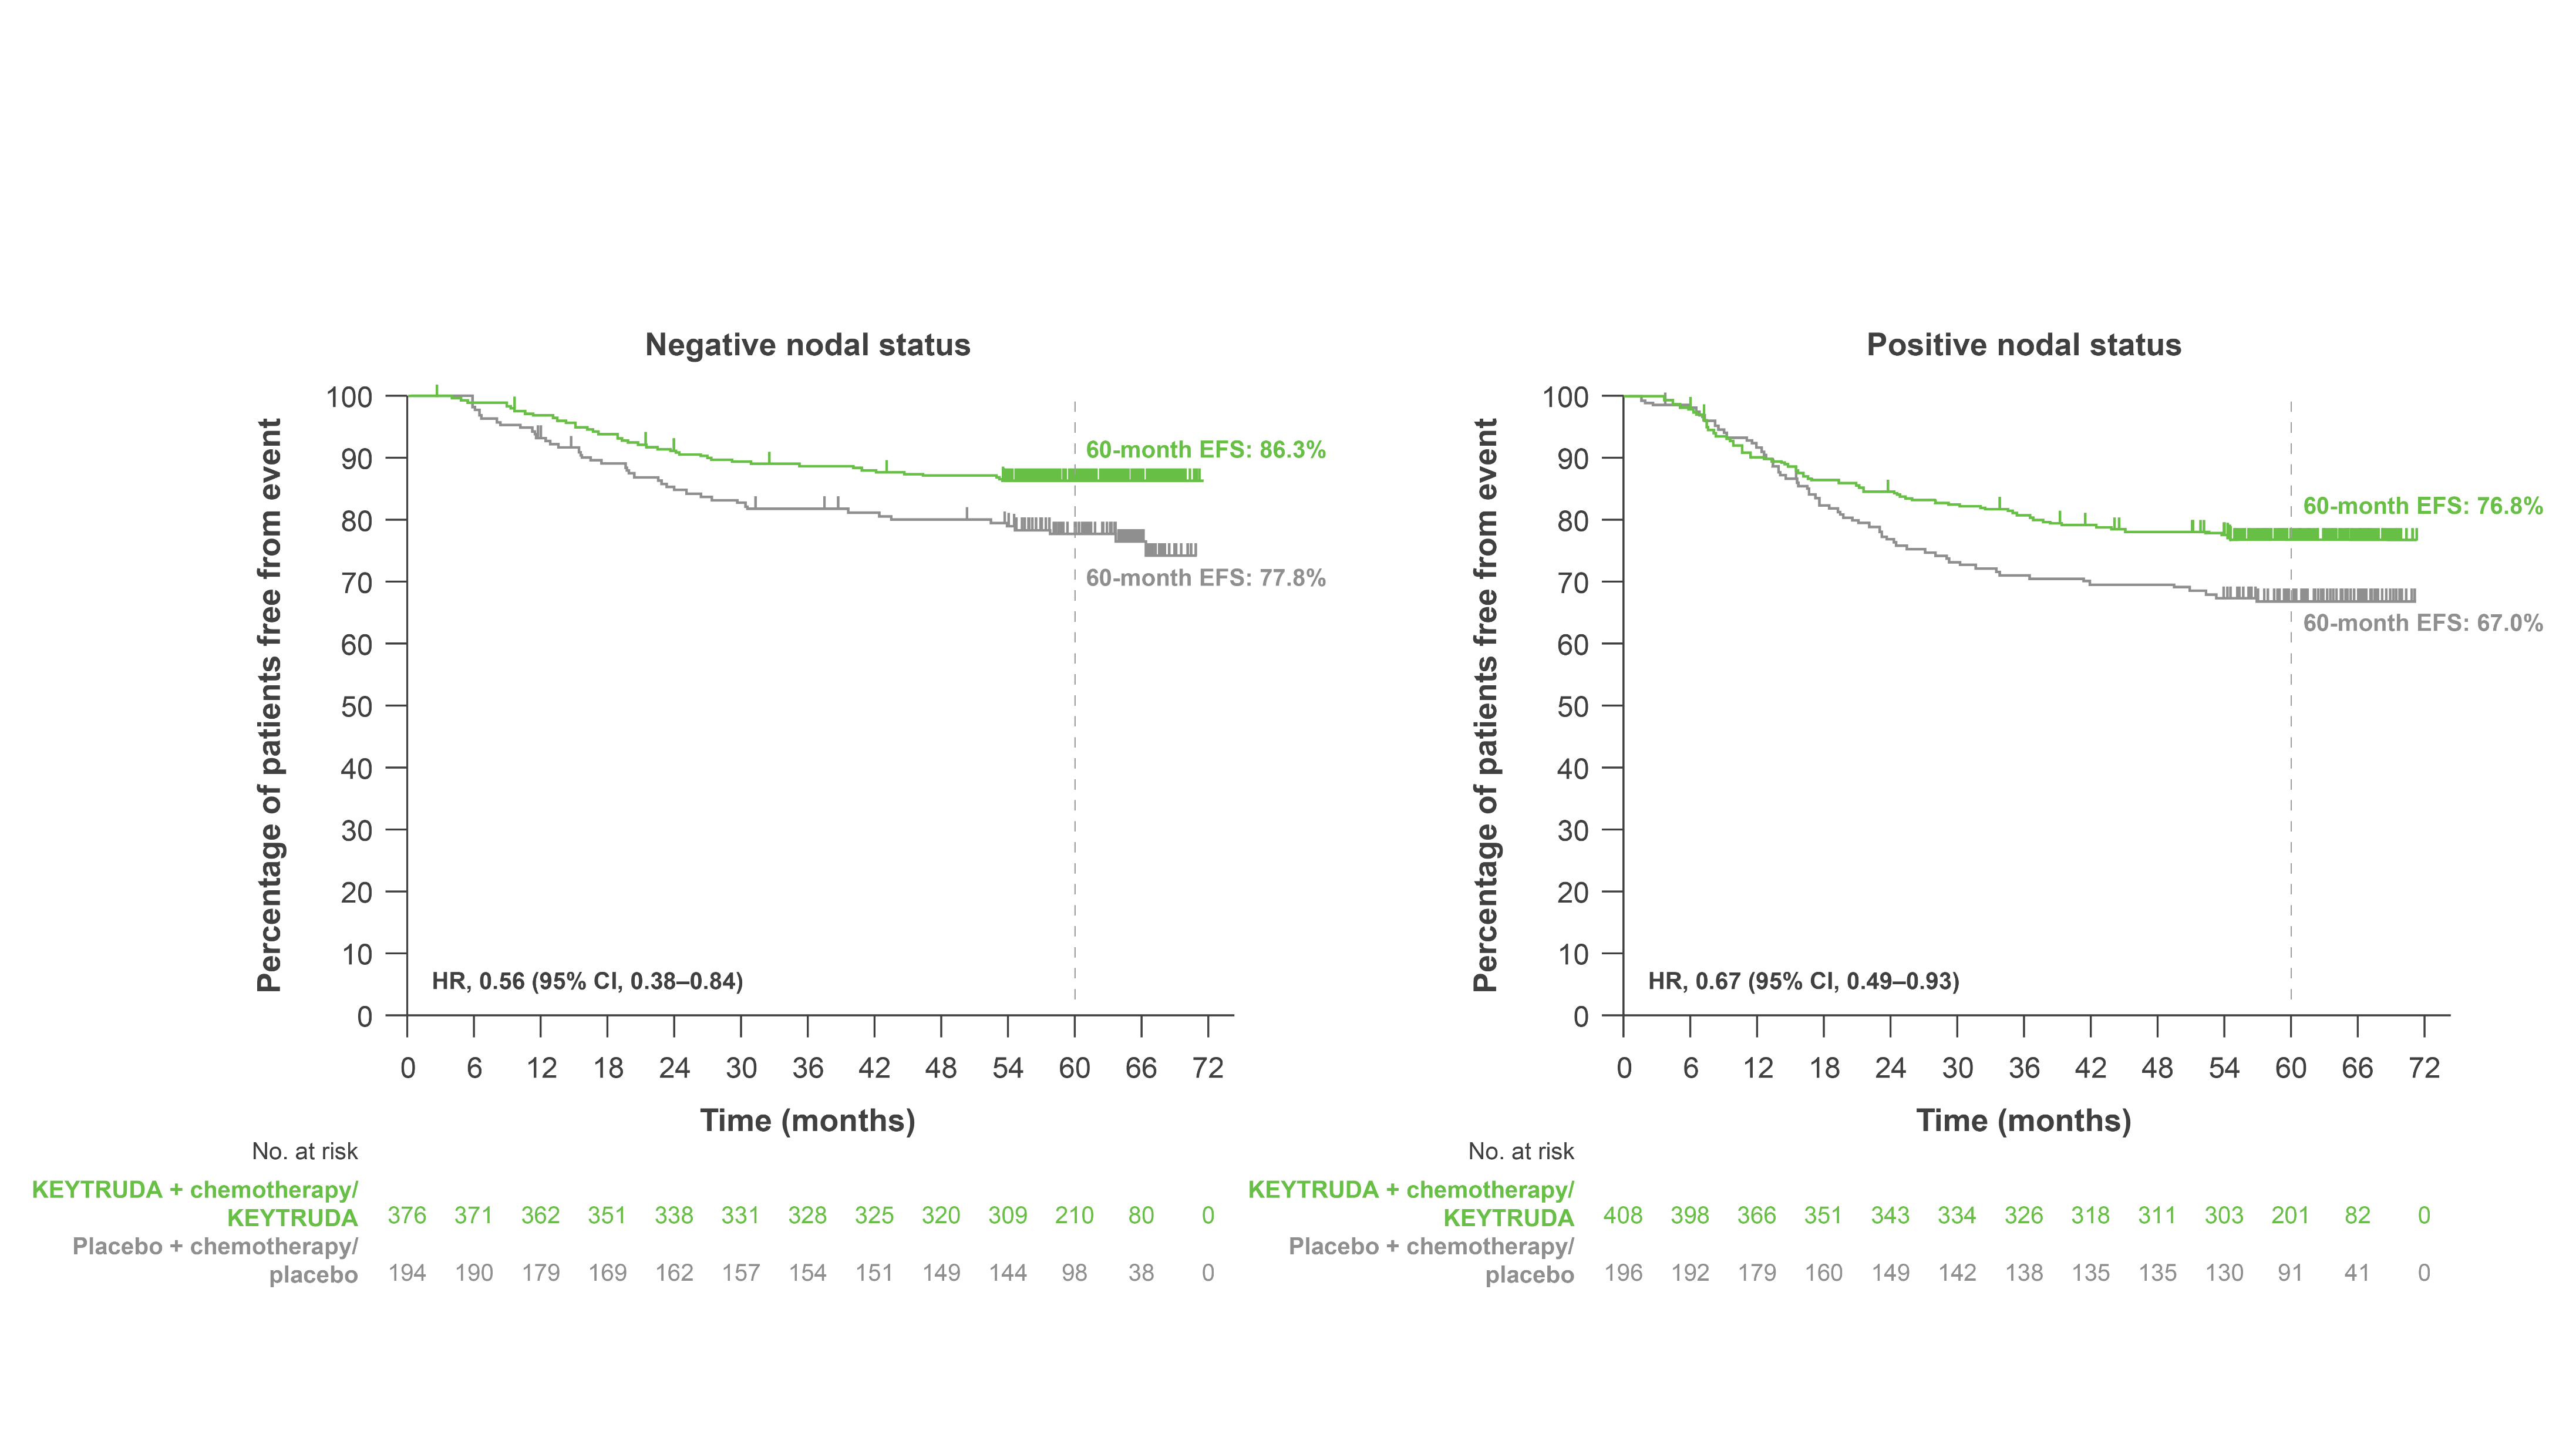 Negative nodal status
Percentage of patients free from event
100
90
80
70
60
50
40
30
20
10
0
60-month EFS: 86.3%
60-month EFS: 77.8%
HR, 0.56 (95% CI, 0.38–0.84)
0 6 12 18 24 30 36 42 48 54 60 66 72
Time (months)
No. at risk
KEYTRUDA + chemotherapy/
KEYTRUDA 376 371 362 351 338 331 328 325 320 309 210 80 0
Placebo + chemotherapy/
placebo 194 190 179 169 162 157 154 151 149 144 98 38 0
Positive nodal status
Percentage of patients free from event
100
90
80
70
60
50
40
30
20
10
0
60-month EFS: 76.8%
60-month EFS: 67.0%
HR, 0.67 (95% CI, 0.49–0.93)
0 6 12 18 24 30 36 42 48 54 60 66 72
Time (months)
No. at risk
KEYTRUDA + chemotherapy/
KEYTRUDA 408 398 366 351 343 334 326 318 311 303 201 82 0
Placebo + chemotherapy/
placebo 196 192 179 160 149 142 138 135 135 130 91 41 0